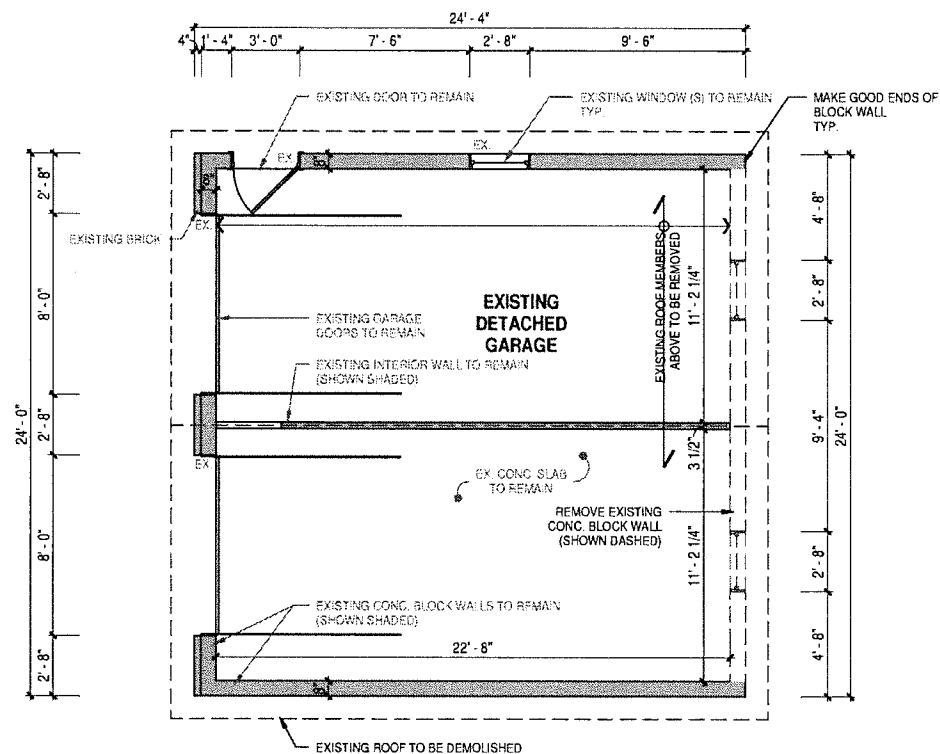 24' - 4"
4"
1' - 4"
3' - 0"
7' - 6"
2' - 8"
9' - 6"
EXISTING DOOR TO REMAIN
EXISTING WINDOW (S) TO REMAIN
TYP.
MAKE GOOD ENDS OF
BLOCK WALL
TYP.
EX.
EX.
8"
8"
2' - 8"
4' - 8"
EXISTING BRICK
EX.
8' - 0"
EXISTING GARAGE
DOORS TO REMAIN
EXISTING
DETACHED
GARAGE
EXISTING ROOF MEMBERS
ABOVE TO BE REMOVED
11' - 2 1/4"
2' - 8"
EXISTING INTERIOR WALL TO REMAIN
(SHOWN SHADED)
24' - 0"
2' - 8"
9' - 4"
24' - 0"
3 1/2"
EX.
EX. CONC. SLAB
TO REMAIN
REMOVE EXISTING
CONC. BLOCK WALL
(SHOWN DASHED)
8' - 0"
11' - 2 1/4"
2' - 8"
EXISTING CONC. BLOCK WALLS TO REMAIN
(SHOWN SHADED)
22' - 8"
2' - 8"
4' - 8"
8"
EXISTING ROOF TO BE DEMOLISHED